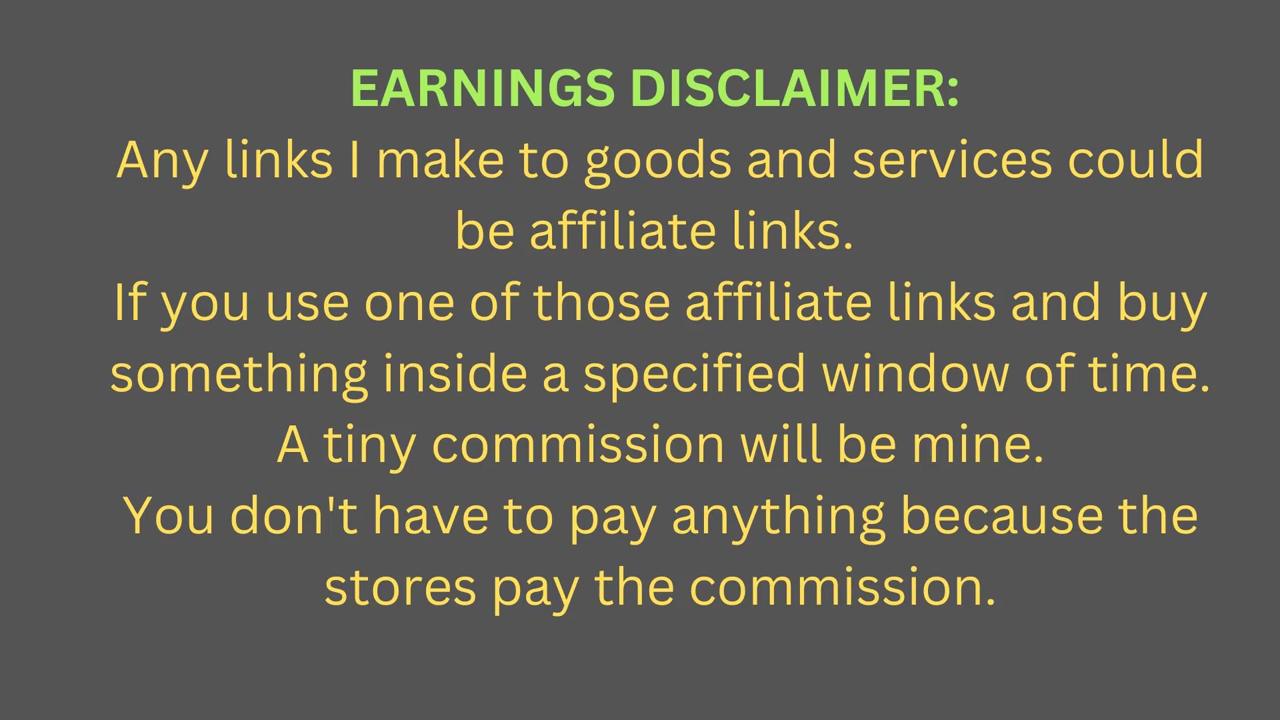 EARNINGS DISCLAIMER:
Any links I make to goods and services could
be affiliate links.
If you use one of those affiliate links and buy
something inside a specified window of time.
A tiny commission will be mine.
You don't have to pay anything because the
stores pay the commission.